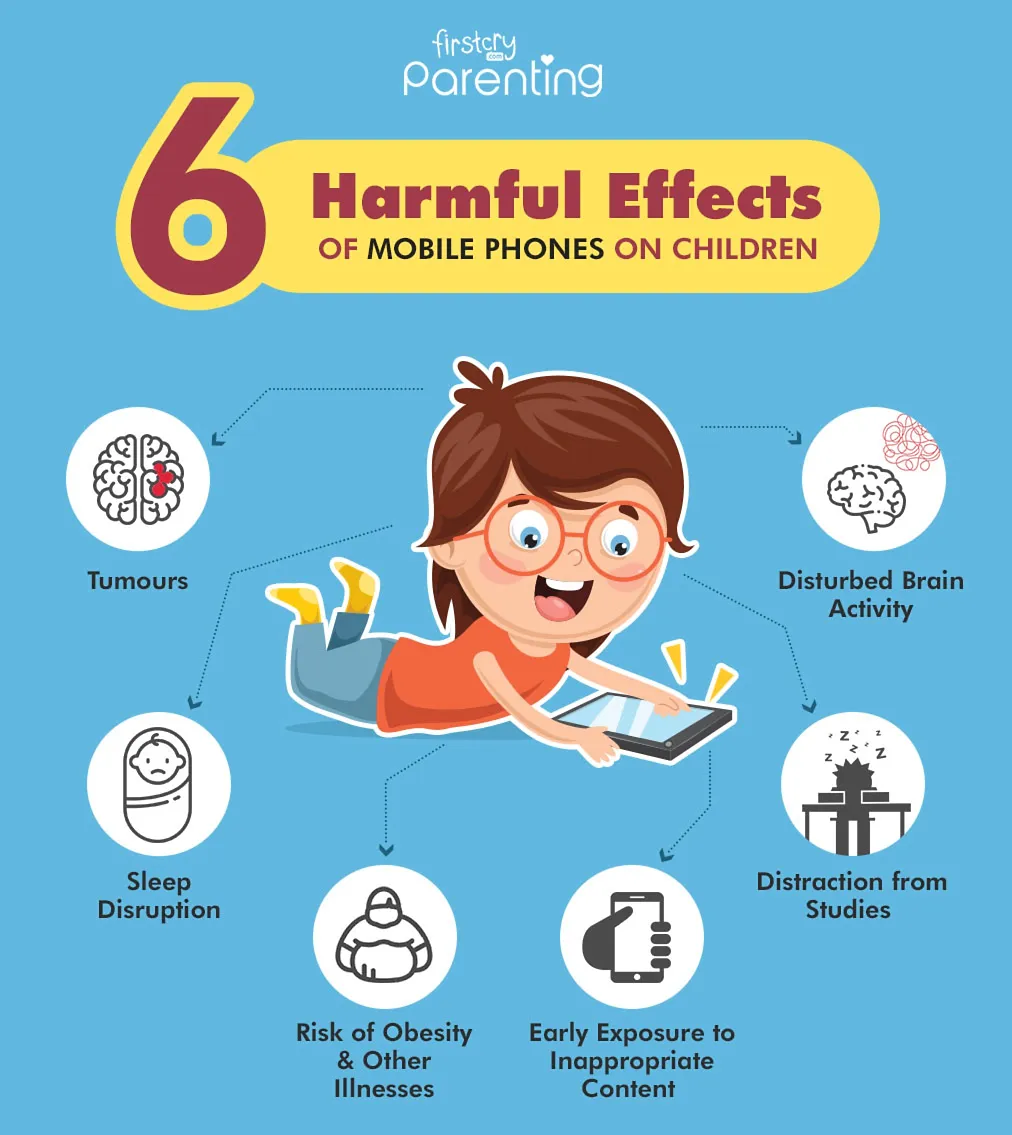 firstcry
.com
Parenting
6
Harmful Effects
OF MOBILE PHONES ON CHILDREN
Tumours
Disturbed Brain
Activity
z z z
z z z
z z
Sleep
Disruption
Distraction from
Studies
Risk of Obesity
& Other
Illnesses
Early Exposure to
Inappropriate
Content